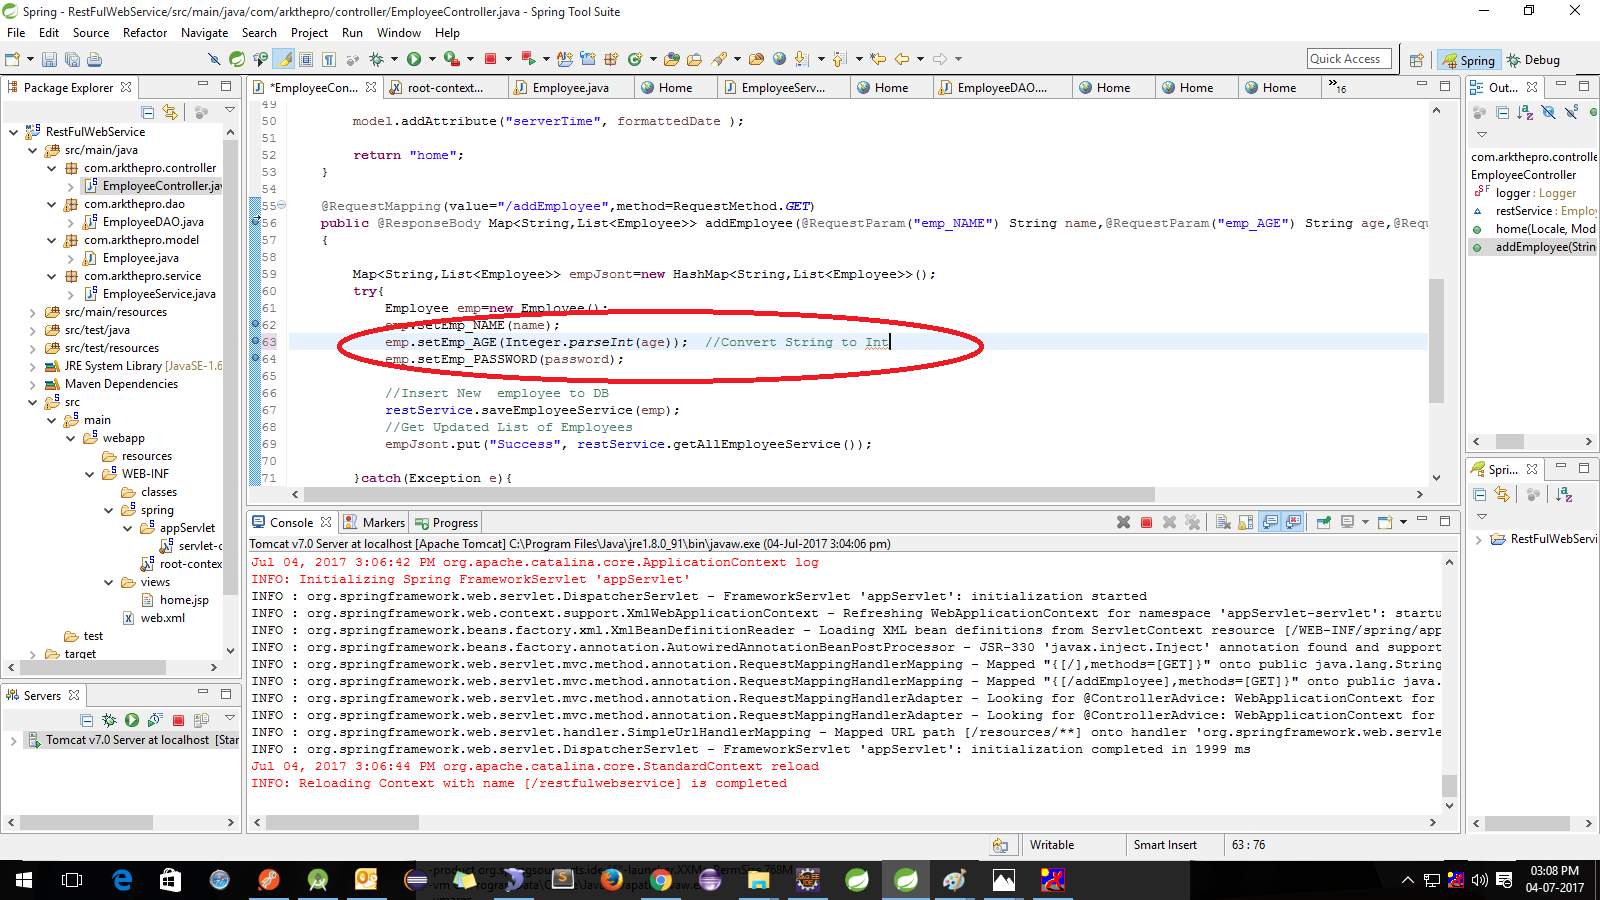 Spring - RestFulWebService/src/main/java/com/arkthepro/controller/EmployeeController.java - Spring Tool Suite
File Edit Source Refactor Navigate Search Project Run Window Help
Quick Access
Spring
Debug
Package Explorer
RestFulWebService
src/main/java
com.arkthepro.controller
EmployeeController.jav
com.arkthepro.dao
EmployeeDAO.java
com.arkthepro.model
Employee.java
com.arkthepro.service
EmployeeService.java
src/main/resources
src/test/java
src/test/resources
JRE System Library [JavaSE-1.6
Maven Dependencies
src
main
webapp
resources
WEB-INF
classes
spring
appServlet
servlet-c
root-contex
views
home.jsp
web.xml
test
target
Servers
Tomcat v7.0 Server at localhost [Star
*EmployeeCon...
root-context...
Employee.java
Home
EmployeeServ...
Home
EmployeeDAO....
Home
Home
Home
»16
49
50 model.addAttribute("serverTime", formattedDate );
51
52 return "home";
53 }
54
55 @RequestMapping(value="/addEmployee",method=RequestMethod.GET)
56 public @ResponseBody Map<String,List<Employee>> addEmployee(@RequestParam("emp_NAME") String name,@RequestParam("emp_AGE") String age,@Requ
57 {
58
59 Map<String,List<Employee>> empJsont=new HashMap<String,List<Employee>>();
60 try{
61 Employee emp=new Employee();
62 emp.setEmp_NAME(name);
63 emp.setEmp_AGE(Integer.parseInt(age)); //Convert String to Int
64 emp.setEmp_PASSWORD(password);
65
66 //Insert New employee to DB
67 restService.saveEmployeeService(emp);
68 //Get Updated List of Employees
69 empJsont.put("Success", restService.getAllEmployeeService());
70
71 }catch(Exception e){
Console
Markers
Progress
Tomcat v7.0 Server at localhost [Apache Tomcat] C:\Program Files\Java\jre1.8.0_91\bin\javaw.exe (04-Jul-2017 3:04:06 pm)
Jul 04, 2017 3:06:42 PM org.apache.catalina.core.ApplicationContext log
INFO: Initializing Spring FrameworkServlet 'appServlet'
INFO : org.springframework.web.servlet.DispatcherServlet - FrameworkServlet 'appServlet': initialization started
INFO : org.springframework.web.context.support.XmlWebApplicationContext - Refreshing WebApplicationContext for namespace 'appServlet-servlet': startu
INFO : org.springframework.beans.factory.xml.XmlBeanDefinitionReader - Loading XML bean definitions from ServletContext resource [/WEB-INF/spring/app
INFO : org.springframework.beans.factory.annotation.AutowiredAnnotationBeanPostProcessor - JSR-330 'javax.inject.Inject' annotation found and support
INFO : org.springframework.web.servlet.mvc.method.annotation.RequestMappingHandlerMapping - Mapped "{[/],methods=[GET]}" onto public java.lang.String
INFO : org.springframework.web.servlet.mvc.method.annotation.RequestMappingHandlerMapping - Mapped "{[/addEmployee],methods=[GET]}" onto public java.
INFO : org.springframework.web.servlet.mvc.method.annotation.RequestMappingHandlerAdapter - Looking for @ControllerAdvice: WebApplicationContext for
INFO : org.springframework.web.servlet.mvc.method.annotation.RequestMappingHandlerAdapter - Looking for @ControllerAdvice: WebApplicationContext for
INFO : org.springframework.web.servlet.handler.SimpleUrlHandlerMapping - Mapped URL path [/resources/**] onto handler 'org.springframework.web.servle
INFO : org.springframework.web.servlet.DispatcherServlet - FrameworkServlet 'appServlet': initialization completed in 1999 ms
Jul 04, 2017 3:06:44 PM org.apache.catalina.core.StandardContext reload
INFO: Reloading Context with name [/restfulwebservice] is completed
Out...
com.arkthepro.controlle
EmployeeController
logger : Logger
restService : Employ
home(Locale, Mod
addEmployee(Strin
Spri...
RestFulWebServi
Writable
Smart Insert
63 : 76
03:08 PM
04-07-2017